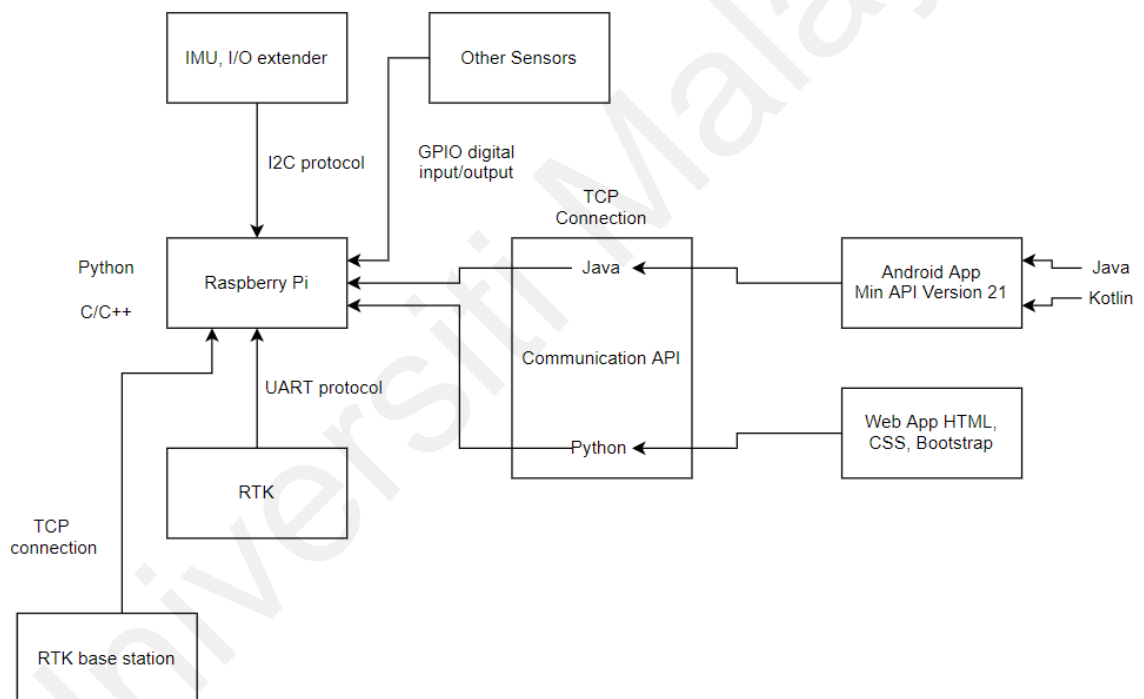 IMU, I/O extender
Other Sensors
I2C protocol
GPIO digital
input/output
TCP
Connection
Python
C/C++
Raspberry Pi
Java
Communication API
Python
Android App
Min API Version 21
Java
Kotlin
UART protocol
Web App HTML,
CSS, Bootstrap
RTK
TCP
connection
RTK base station
Universiti Malay